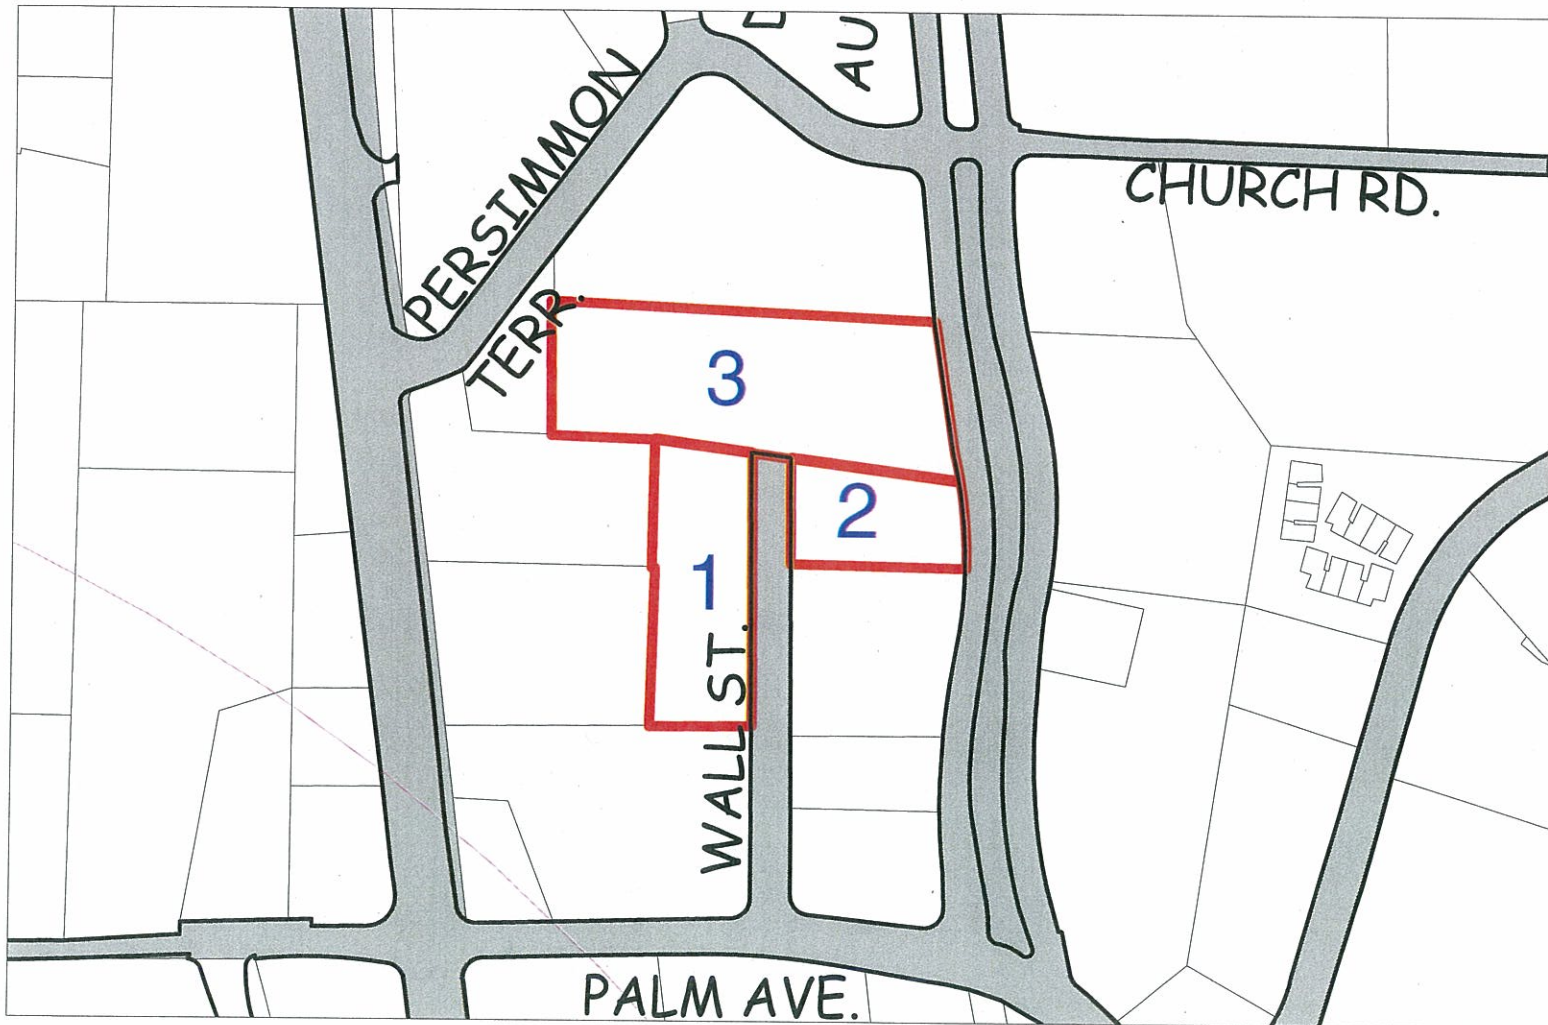 AU
PERSIMMON
TERR.
CHURCH RD.
3
2
1
WALL ST.
PALM AVE.